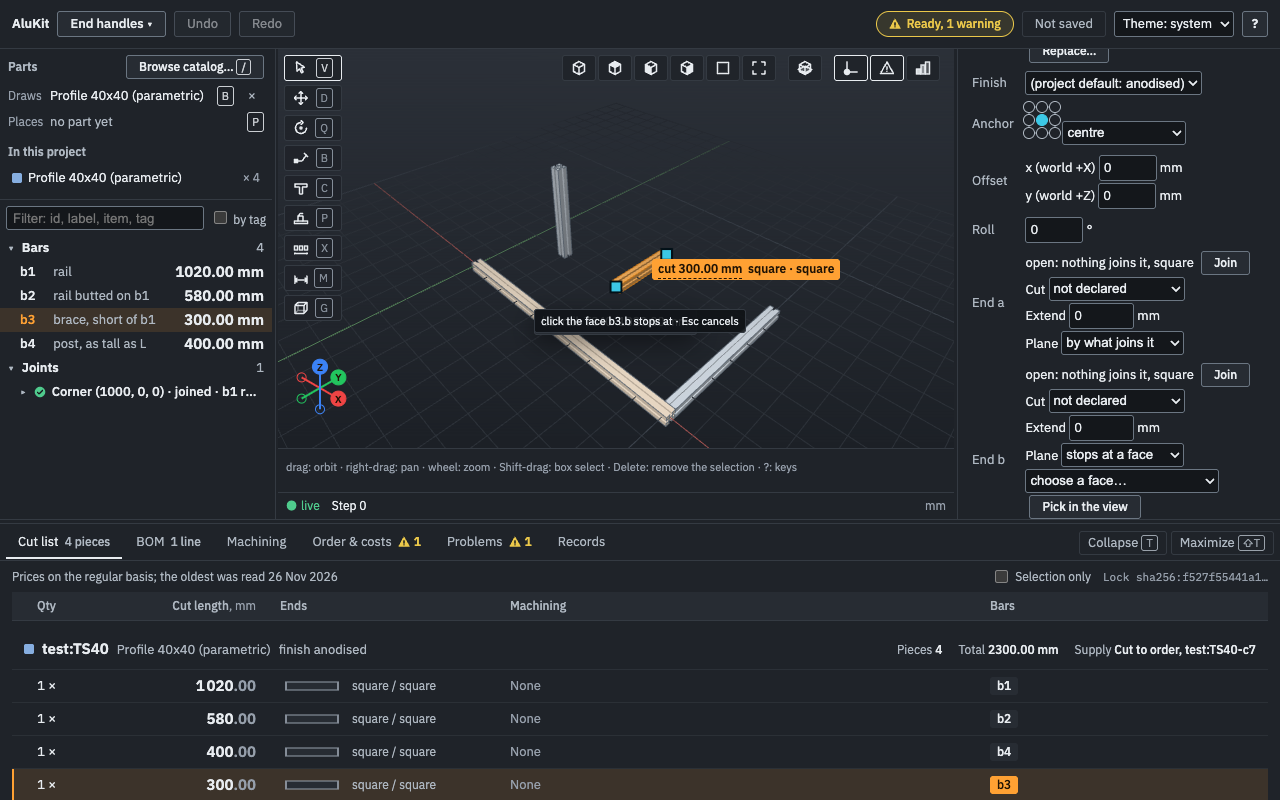 AluKit End handles Undo Redo Ready, 1 warning Not saved Theme: system ?
Parts Browse catalog... /
Draws Profile 40x40 (parametric) B ×
Places no part yet P
In this project
Profile 40x40 (parametric) × 4
Filter: id, label, item, tag by tag
Bars 4
b1 rail 1020.00 mm
b2 rail butted on b1 580.00 mm
b3 brace, short of b1 300.00 mm
b4 post, as tall as L 400.00 mm
Joints 1
Corner (1000, 0, 0) · joined · b1 r...
V
D
Q
B
C
P
X
M
G
cut 300.00 mm square · square
click the face b3.b stops at · Esc cancels
Z
Y
X
drag: orbit · right-drag: pan · wheel: zoom · Shift-drag: box select · Delete: remove the selection · ?: keys
live Step 0 mm
Replace...
Finish (project default: anodised)
Anchor centre
Offset x (world +X) 0 mm
y (world +Z) 0 mm
Roll 0 °
End a open: nothing joins it, square Join
Cut not declared
Extend 0 mm
Plane by what joins it
End b open: nothing joins it, square Join
Cut not declared
Extend 0 mm
Plane stops at a face
choose a face...
Pick in the view
Cut list 4 pieces BOM 1 line Machining Order & costs 1 Problems 1 Records Collapse T Maximize ⇧T
Prices on the regular basis; the oldest was read 26 Nov 2026 Selection only Lock sha256:f527f55441a1…
Qty Cut length, mm Ends Machining Bars
test:TS40 Profile 40x40 (parametric) finish anodised Pieces 4 Total 2300.00 mm Supply Cut to order, test:TS40-c7
1 × 1020.00 square / square None b1
1 × 580.00 square / square None b2
1 × 400.00 square / square None b4
1 × 300.00 square / square None b3